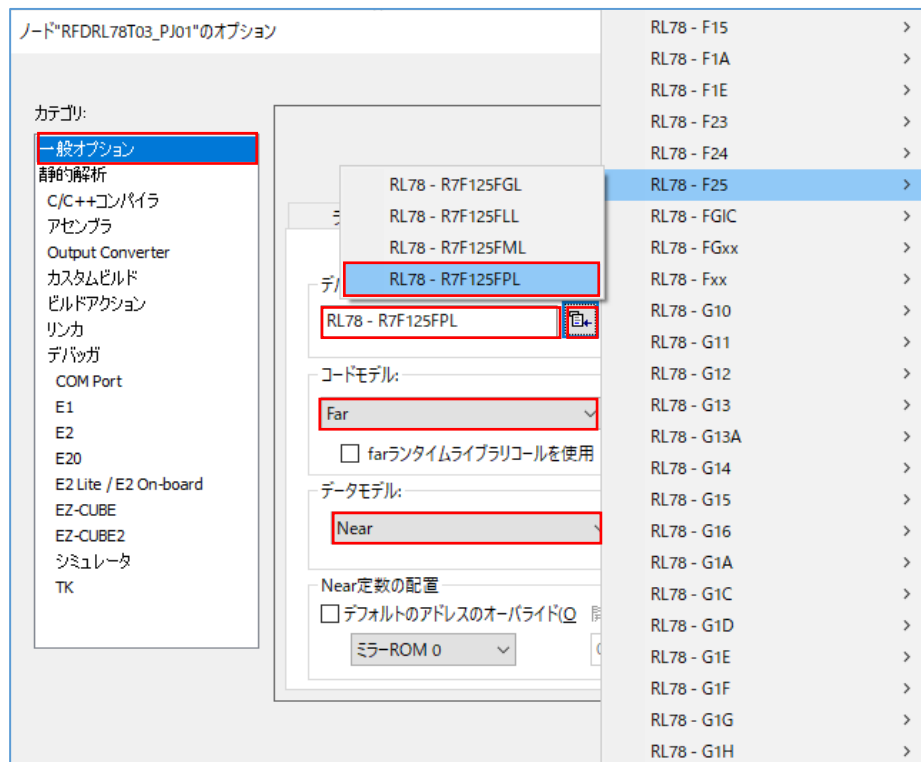 ノード"RFDRL78T03_PJ01"のオプション
カテゴリ:
一般オプション
静的解析
C/C++コンパイラ
アセンブラ
Output Converter
カスタムビルド
ビルドアクション
リンカ
デバッガ
COM Port
E1
E2
E20
E2 Lite / E2 On-board
EZ-CUBE
EZ-CUBE2
シミュレータ
TK
RL78 - R7F125FGL
RL78 - R7F125FLL
RL78 - R7F125FML
RL78 - R7F125FPL
RL78 - R7F125FPL
コードモデル:
Far
farランタイムライブラリコールを使用
データモデル:
Near
Near定数の配置
デフォルトのアドレスのオーバライド(O
ミラーROM 0
RL78 - F15
RL78 - F1A
RL78 - F1E
RL78 - F23
RL78 - F24
RL78 - F25
RL78 - FGIC
RL78 - FGxx
RL78 - Fxx
RL78 - G10
RL78 - G11
RL78 - G12
RL78 - G13
RL78 - G13A
RL78 - G14
RL78 - G15
RL78 - G16
RL78 - G1A
RL78 - G1C
RL78 - G1D
RL78 - G1E
RL78 - G1F
RL78 - G1G
RL78 - G1H